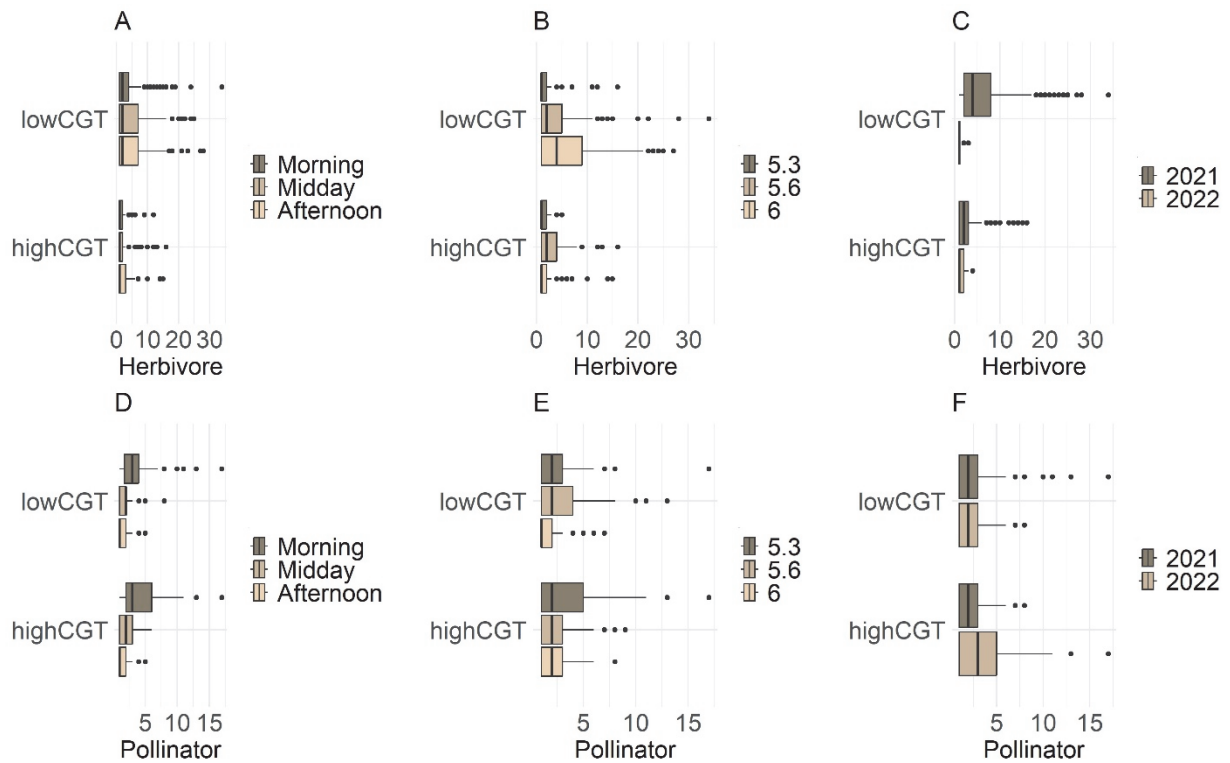 A
lowCGT
highCGT
Morning
Midday
Afternoon
0 10 20 30
Herbivore
B
lowCGT
highCGT
5.3
5.6
6
0 10 20 30
Herbivore
C
lowCGT
highCGT
2021
2022
0 10 20 30
Herbivore
D
lowCGT
highCGT
Morning
Midday
Afternoon
5 10 15
Pollinator
E
lowCGT
highCGT
5.3
5.6
6
5 10 15
Pollinator
F
lowCGT
highCGT
2021
2022
5 10 15
Pollinator